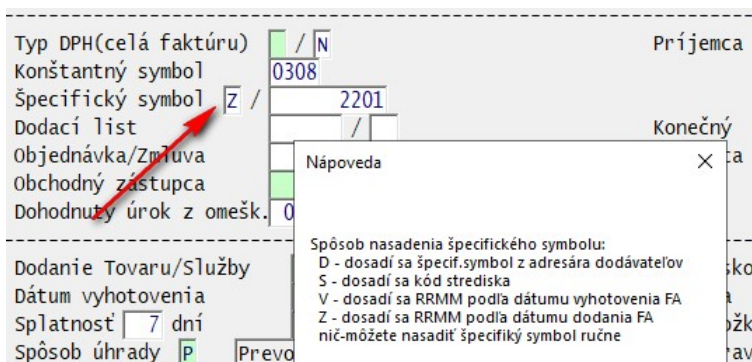 Typ DPH(celá faktúru) / N Príjemca
Konštantný symbol 0308
Špecifický symbol Z / 2201
Dodací list / Konečný
Objednávka/Zmluva
Obchodný zástupca
Dohodnutý úrok z omešk. 0
Nápoveda
Spôsob nasadenia špecifického symbolu:
D - dosadí sa špecif.symbol z adresára dodávateľov
S - dosadí sa kód strediska
V - dosadí sa RRMM podľa dátumu vyhotovenia FA
Z - dosadí sa RRMM podľa dátumu dodania FA
nič-môžete nasadiť špecifiký symbol ručne
Dodanie Tovaru/Služby
Dátum vyhotovenia
Splatnosť 7 dní
Spôsob úhrady P Prevo